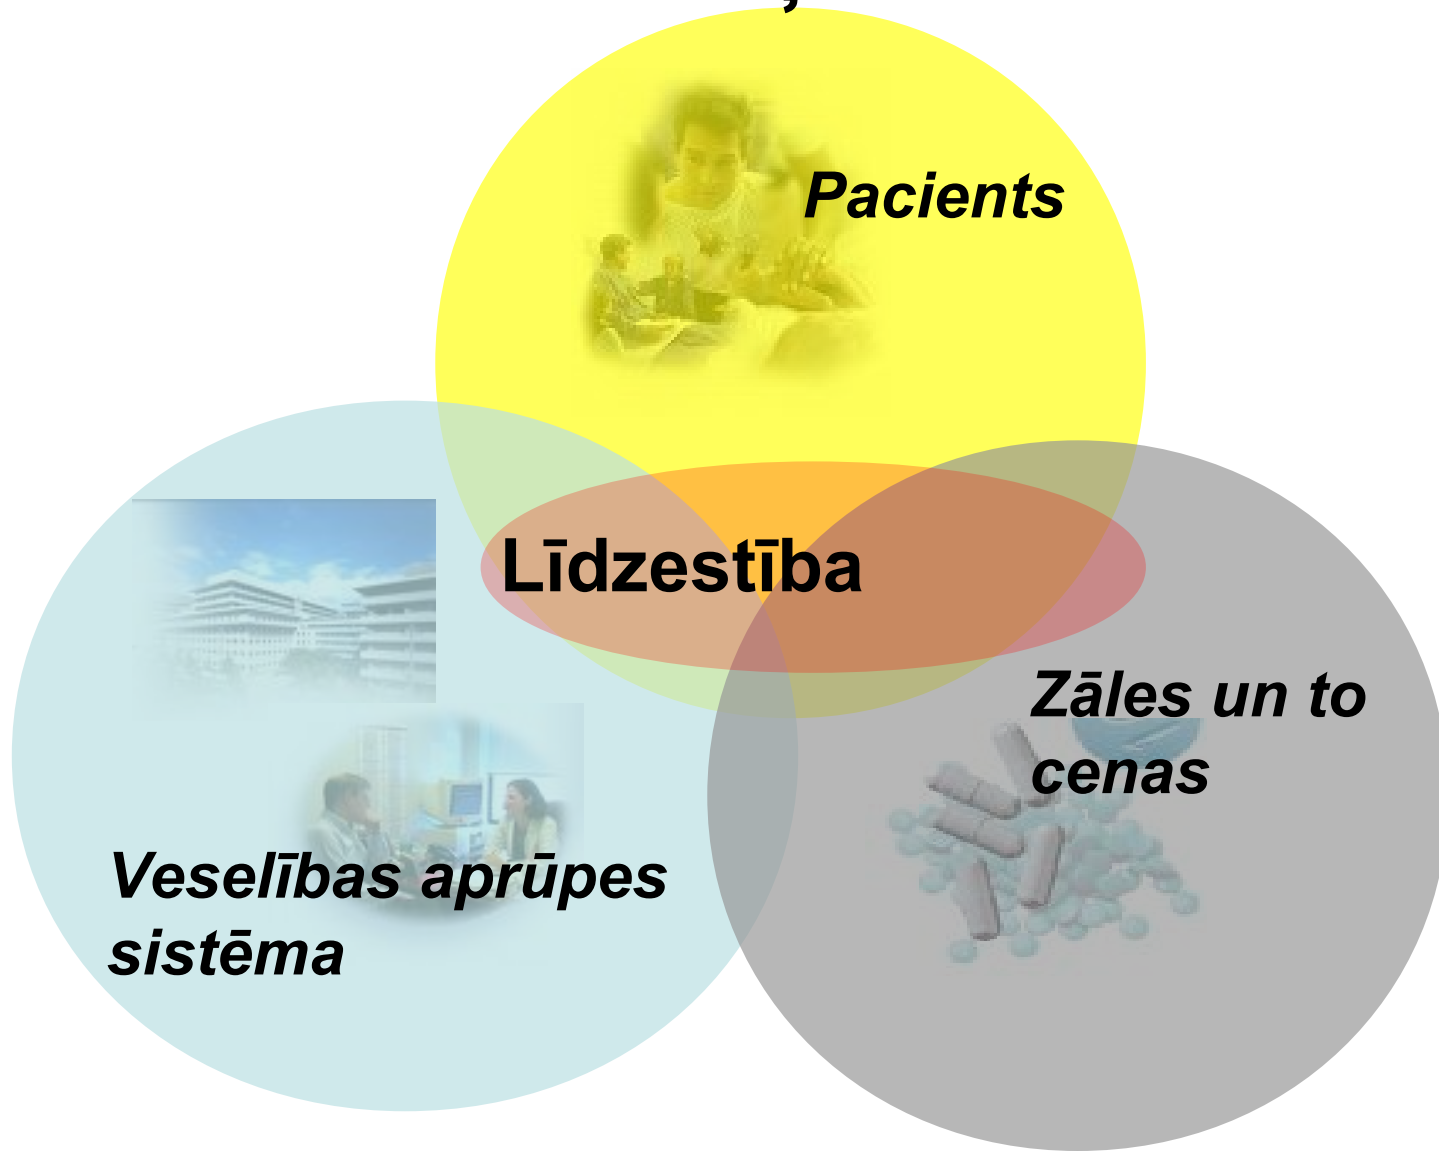 Pacients
Līdzestība
Zāles un to
cenas
Veselības aprūpes
sistēma